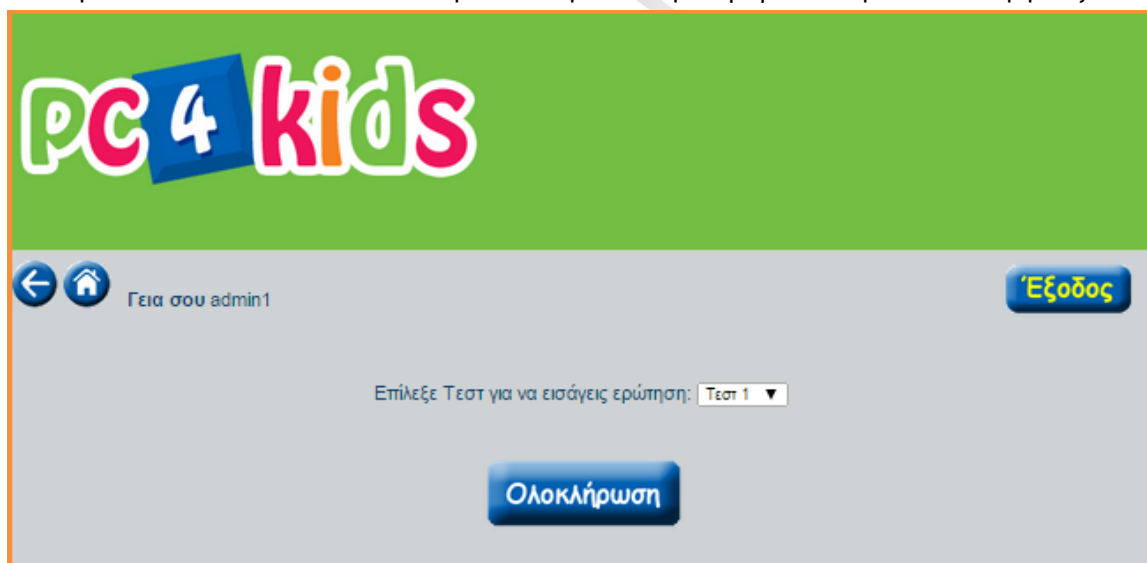 pc 4 kids
Γεια σου admin1
Έξοδος
Επίλεξε Τεστ για να εισάγεις ερώτηση: Τεστ 1
Ολοκλήρωση